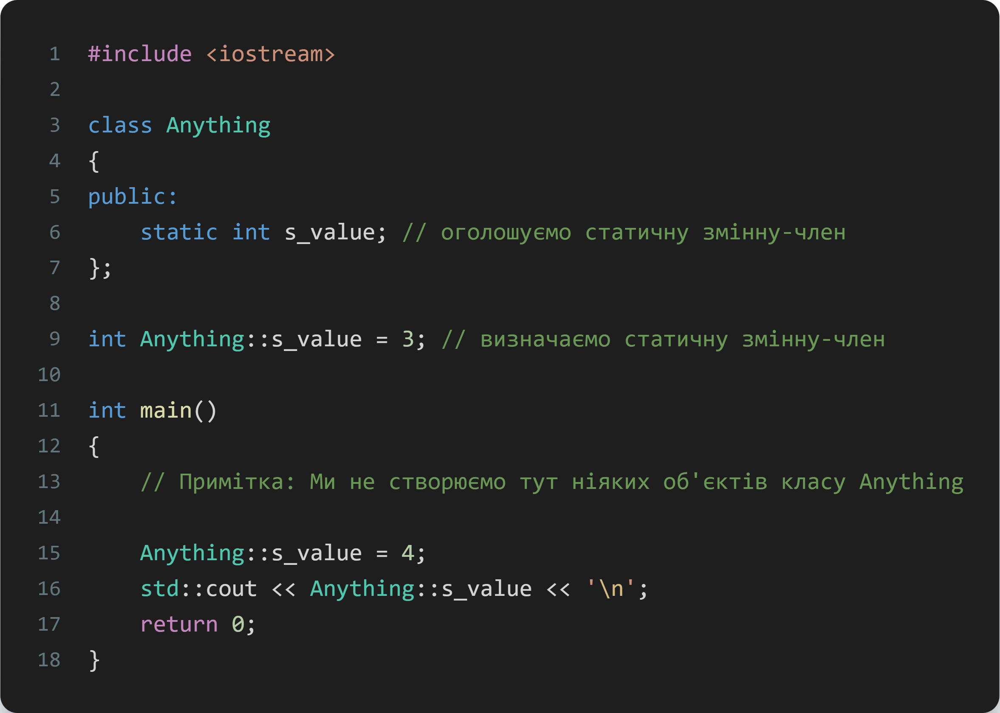 1 #include <iostream>
2
3 class Anything
4 {
5 public:
6     static int s_value; // оголошуємо статичну змінну-член
7 };
8
9 int Anything::s_value = 3; // визначаємо статичну змінну-член
10
11 int main()
12 {
13     // Примітка: Ми не створюємо тут ніяких об'єктів класу Anything
14
15     Anything::s_value = 4;
16     std::cout << Anything::s_value << '\n';
17     return 0;
18 }